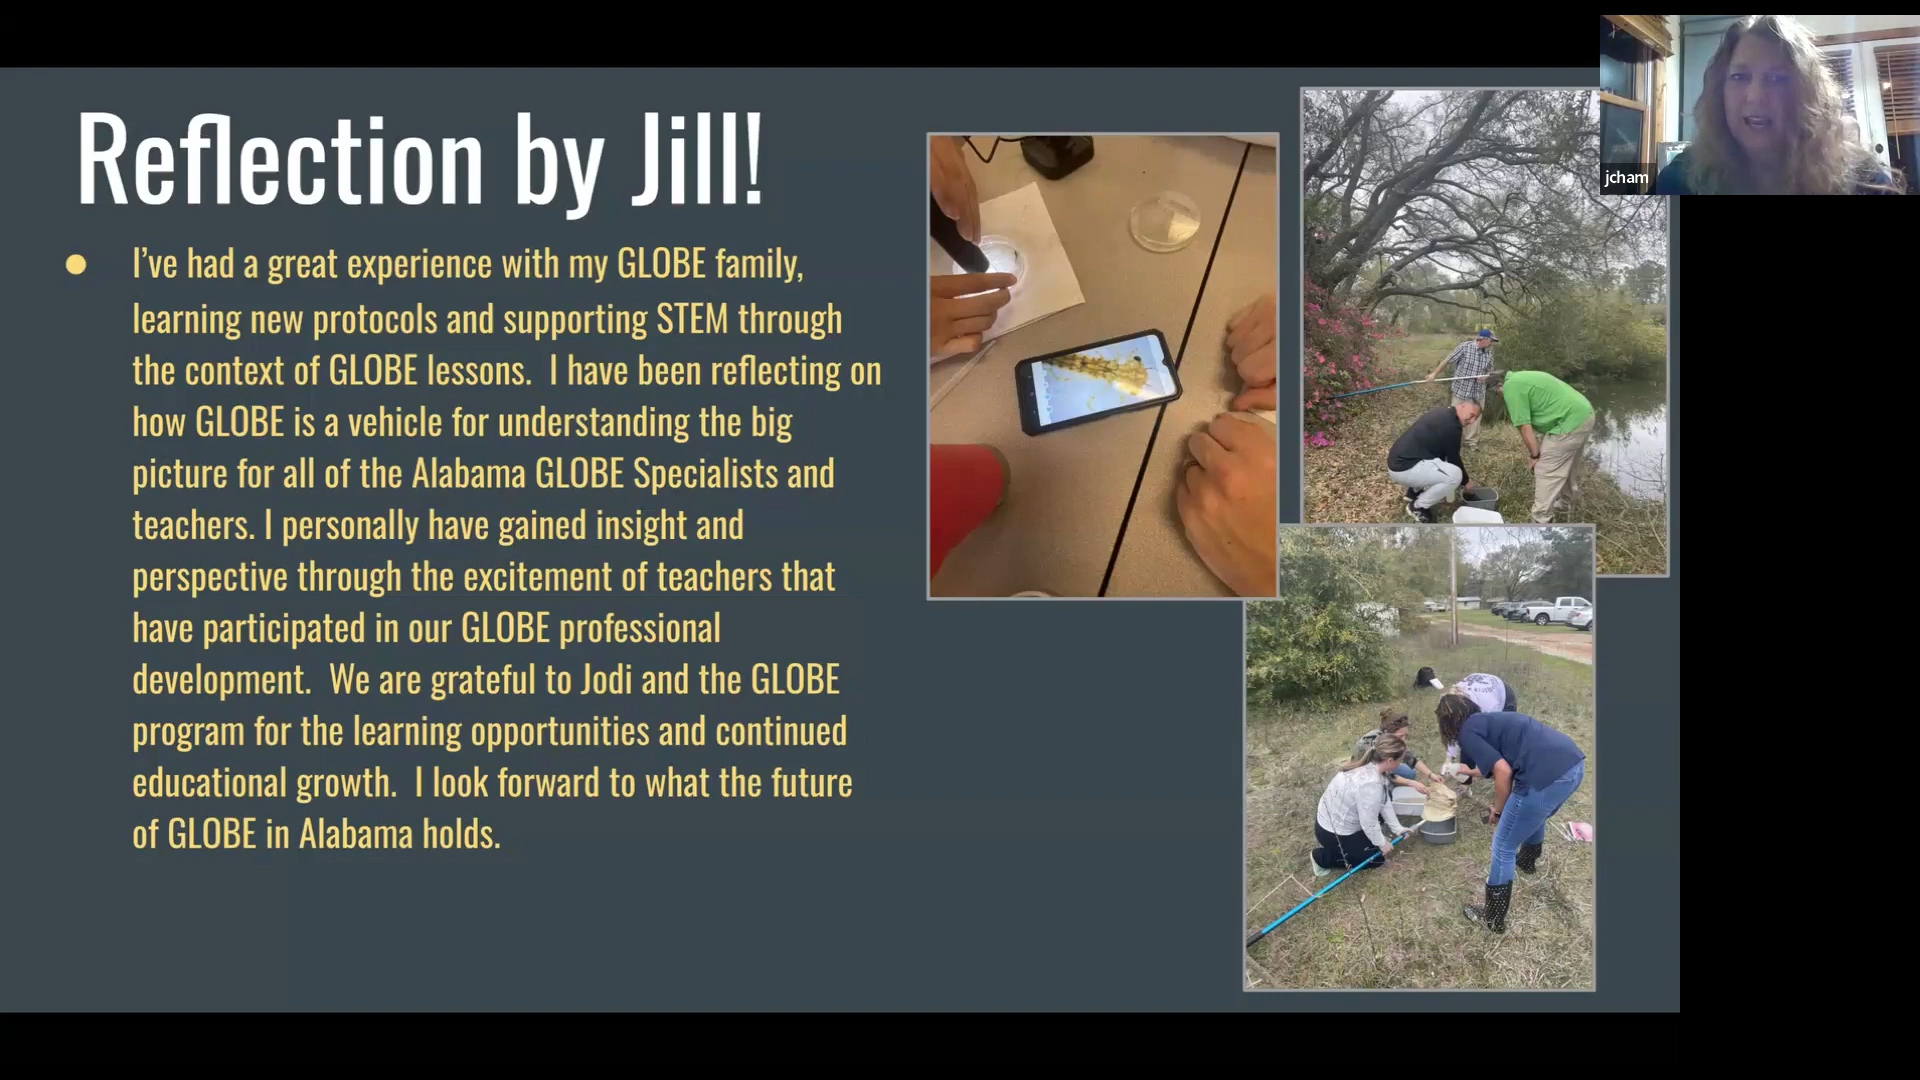 Reflection by Jill!
I've had a great experience with my GLOBE family,
learning new protocols and supporting STEM through
the context of GLOBE lessons.  I have been reflecting on
how GLOBE is a vehicle for understanding the big
picture for all of the Alabama GLOBE Specialists and
teachers. I personally have gained insight and
perspective through the excitement of teachers that
have participated in our GLOBE professional
development.  We are grateful to Jodi and the GLOBE
program for the learning opportunities and continued
educational growth.  I look forward to what the future
of GLOBE in Alabama holds.
jcham